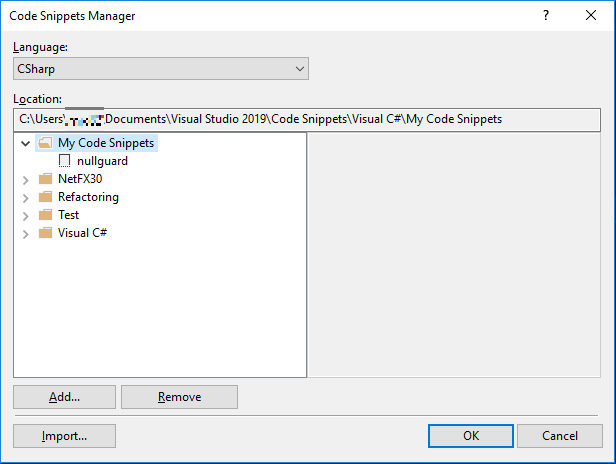 Code Snippets Manager
?
Language:
CSharp
Location:
C:\Users\ Documents\Visual Studio 2019\Code Snippets\Visual C#\My Code Snippets
My Code Snippets
nullguard
NetFX30
Refactoring
Test
Visual C#
Add...
Remove
Import...
OK
Cancel